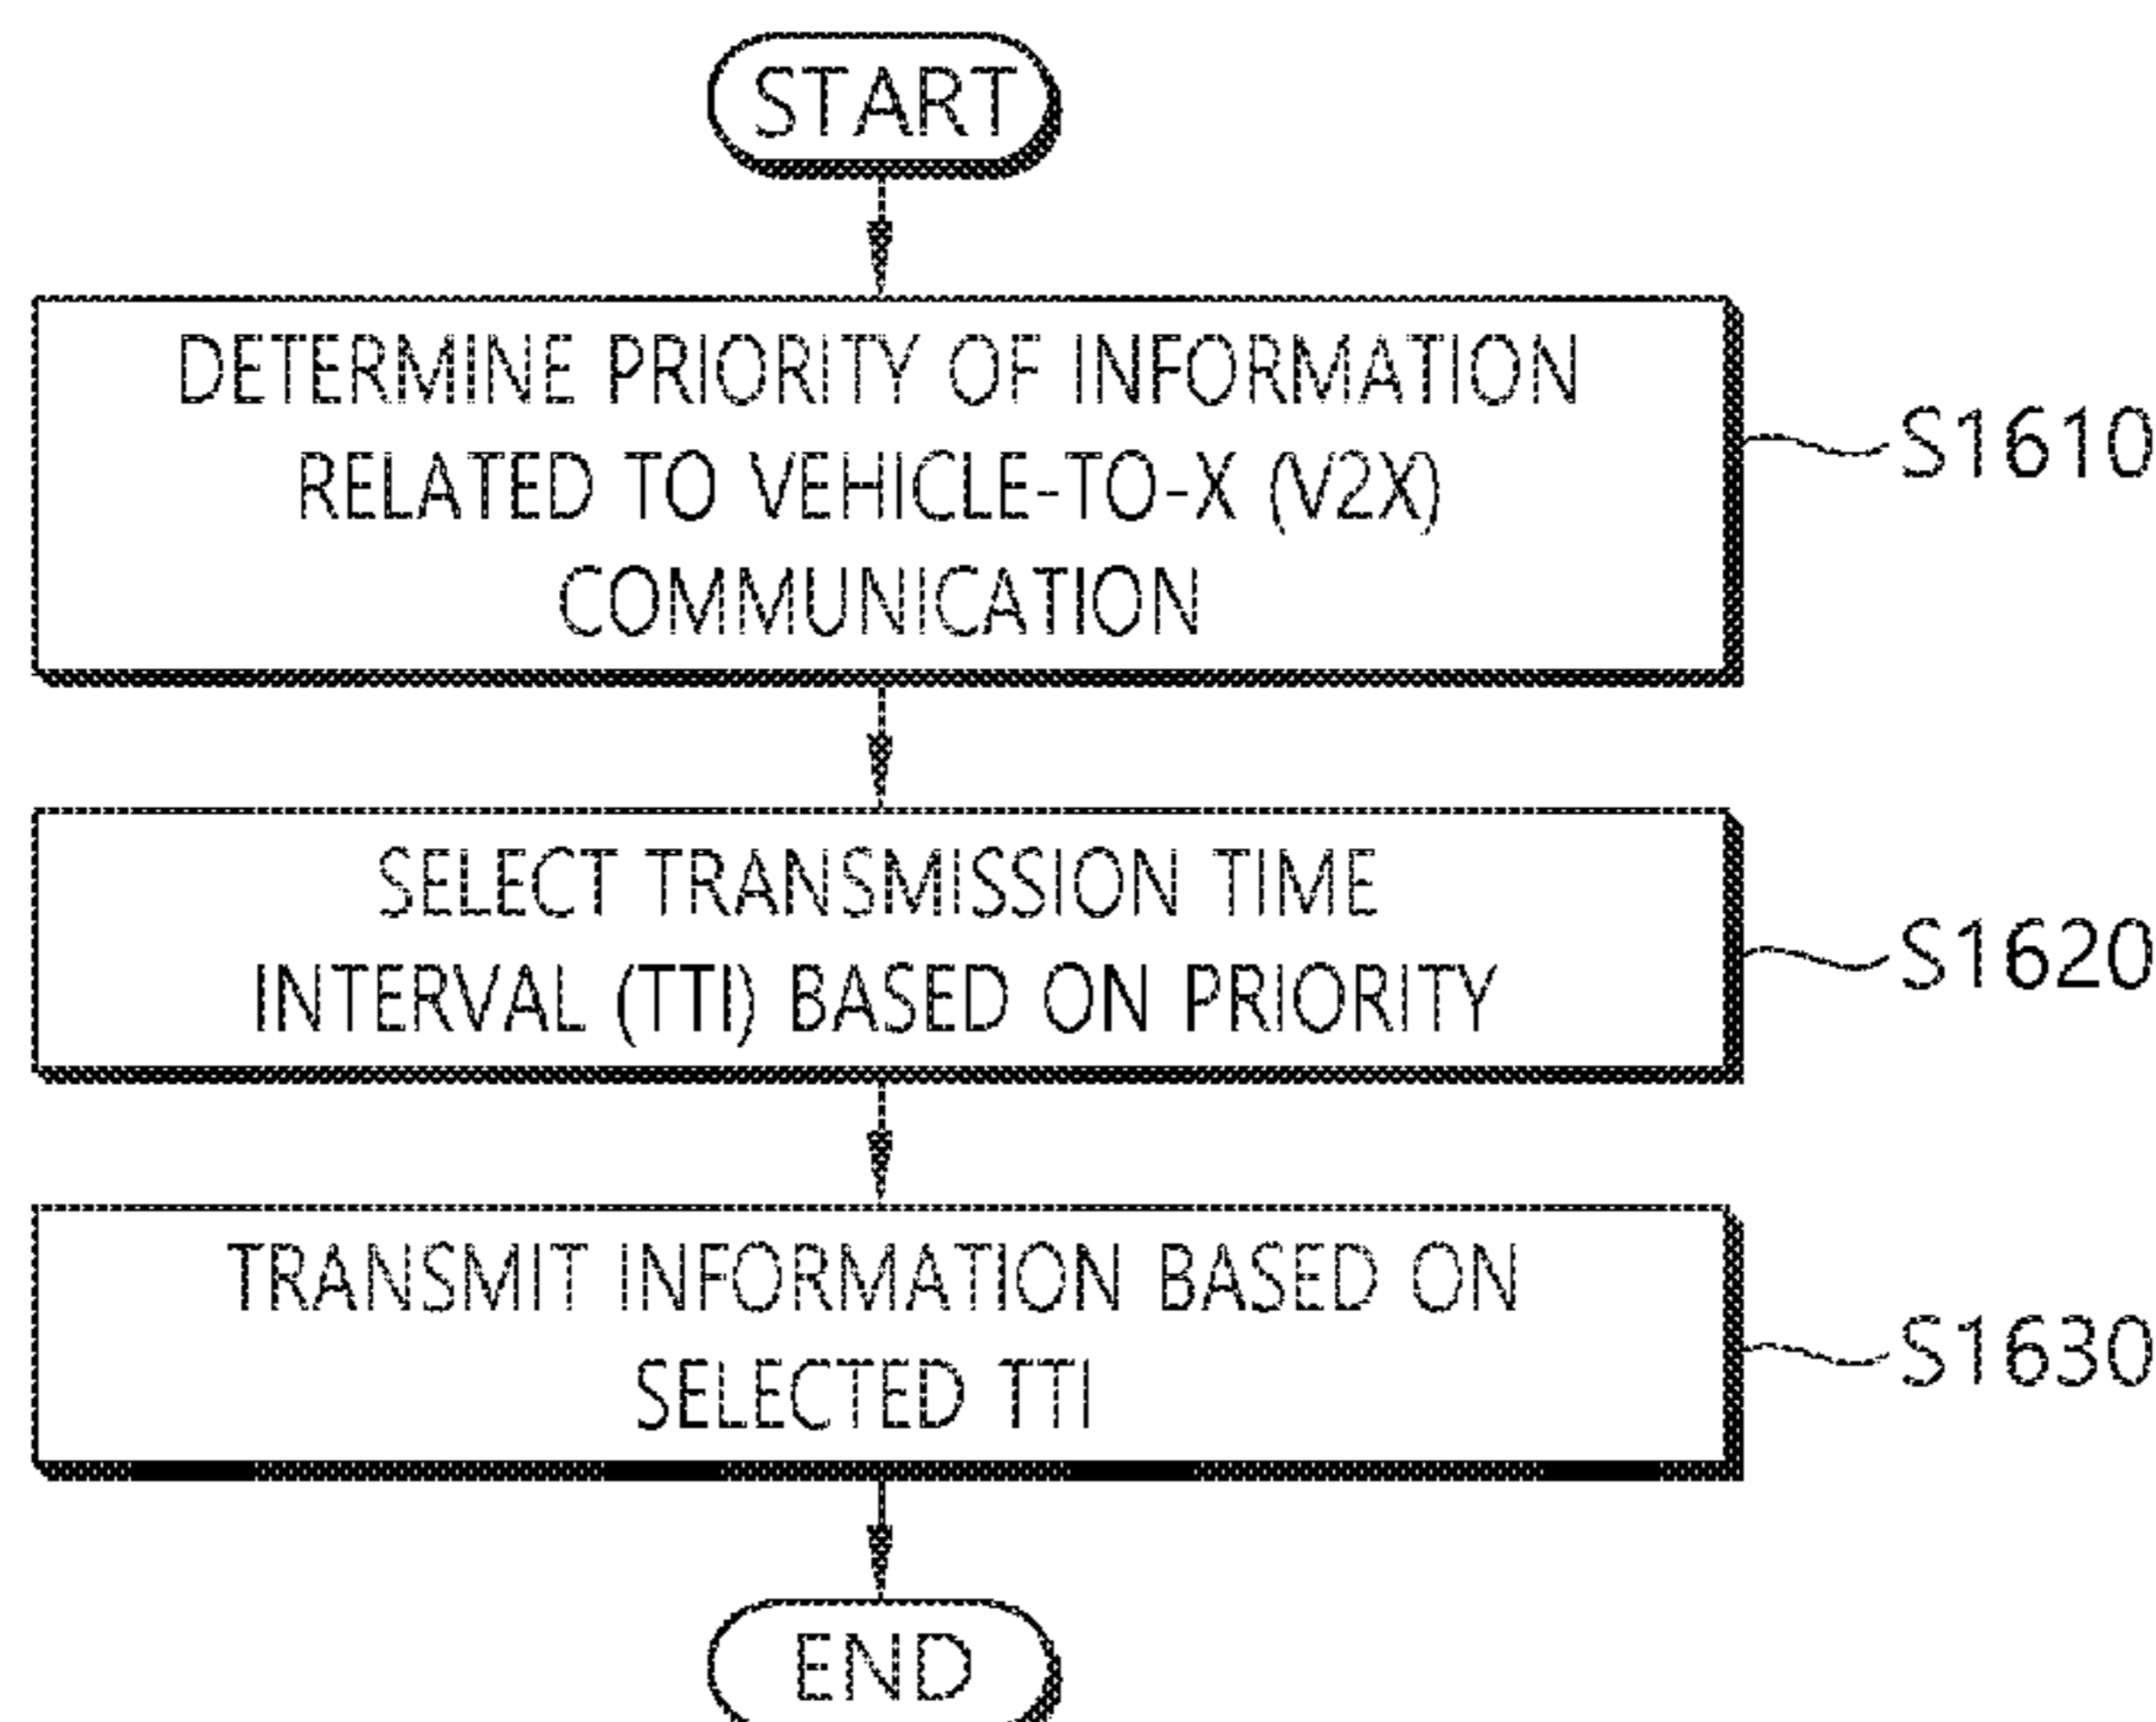 START
DETERMINE PRIORITY OF INFORMATION
RELATED TO VEHICLE-TO-X (V2X)
COMMUNICATION
S1610
SELECT TRANSMISSION TIME
INTERVAL (TTI) BASED ON PRIORITY
S1620
TRANSMIT INFORMATION BASED ON
SELECTED TTI
S1630
END